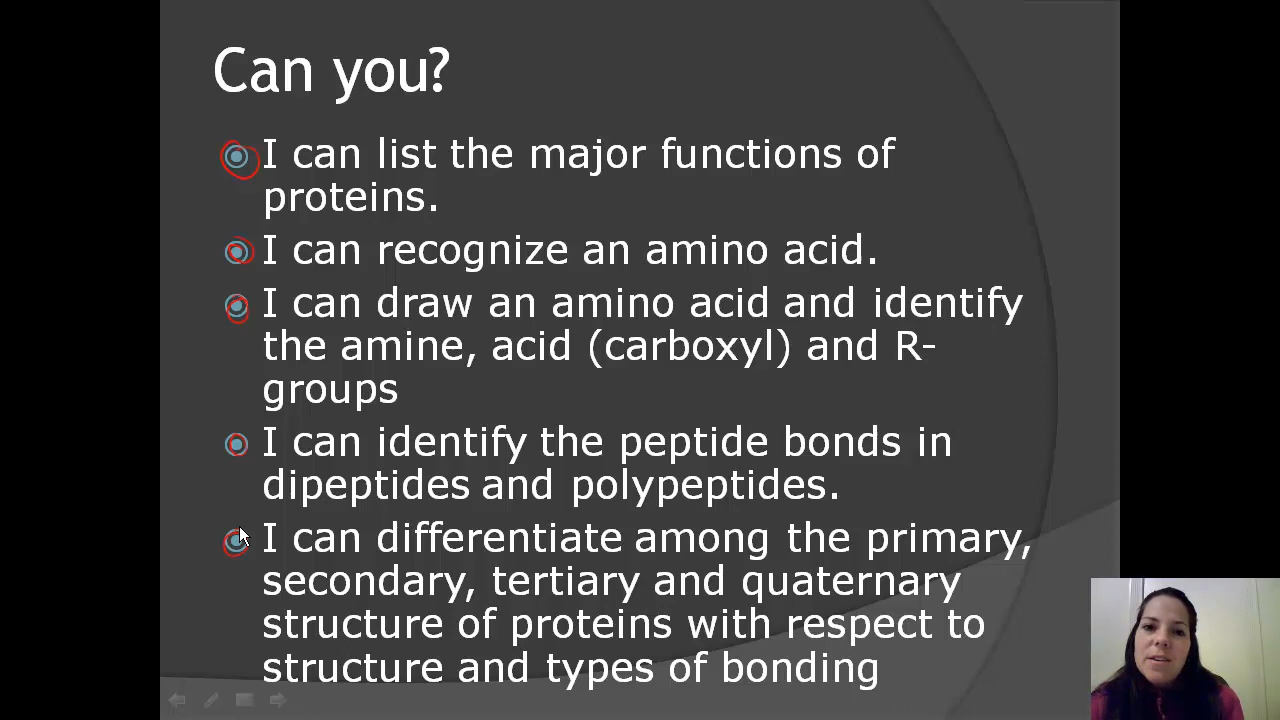 Can you?
I can list the major functions of
proteins.
I can recognize an amino acid.
I can draw an amino acid and identify
the amine, acid (carboxyl) and R-
groups
I can identify the peptide bonds in
dipeptides and polypeptides.
I can differentiate among the primary,
secondary, tertiary and quaternary
structure of proteins with respect to
structure and types of bonding